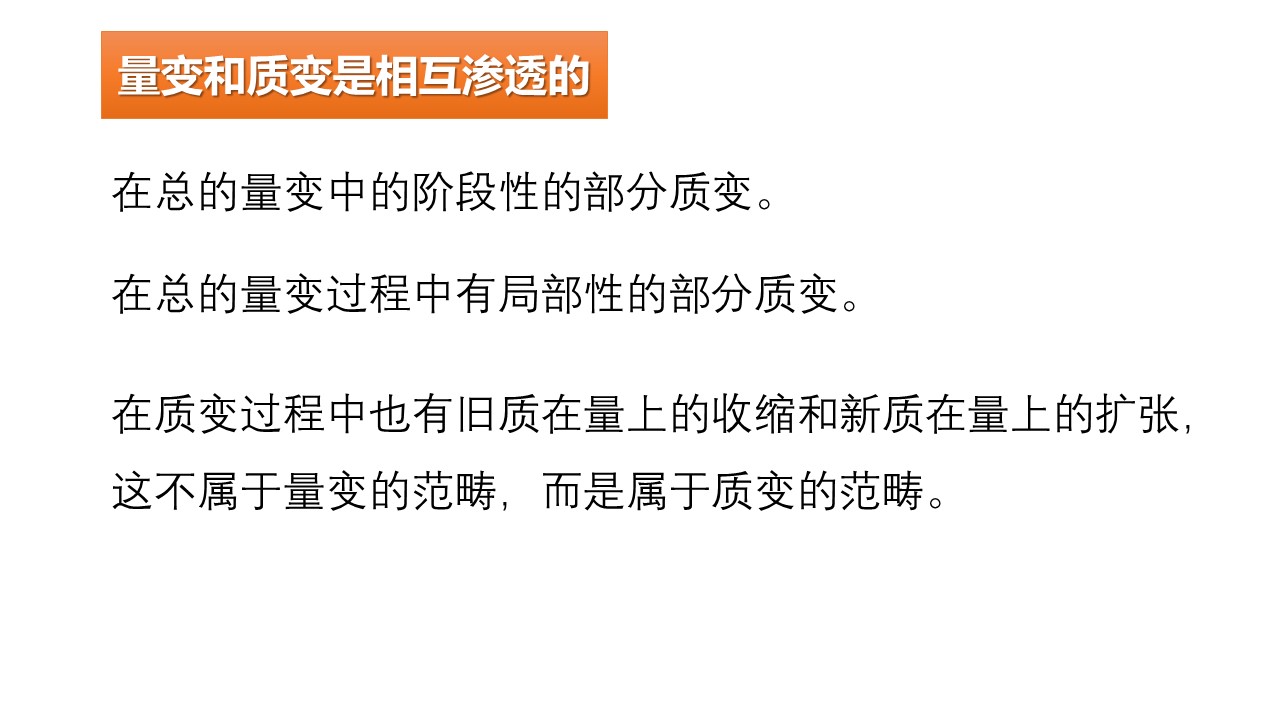 量变和质变是相互渗透的
在总的量变中的阶段性的部分质变。
在总的量变过程中有局部性的部分质变。
在质变过程中也有旧质在量上的收缩和新质在量上的扩张，
这不属于量变的范畴，而是属于质变的范畴。